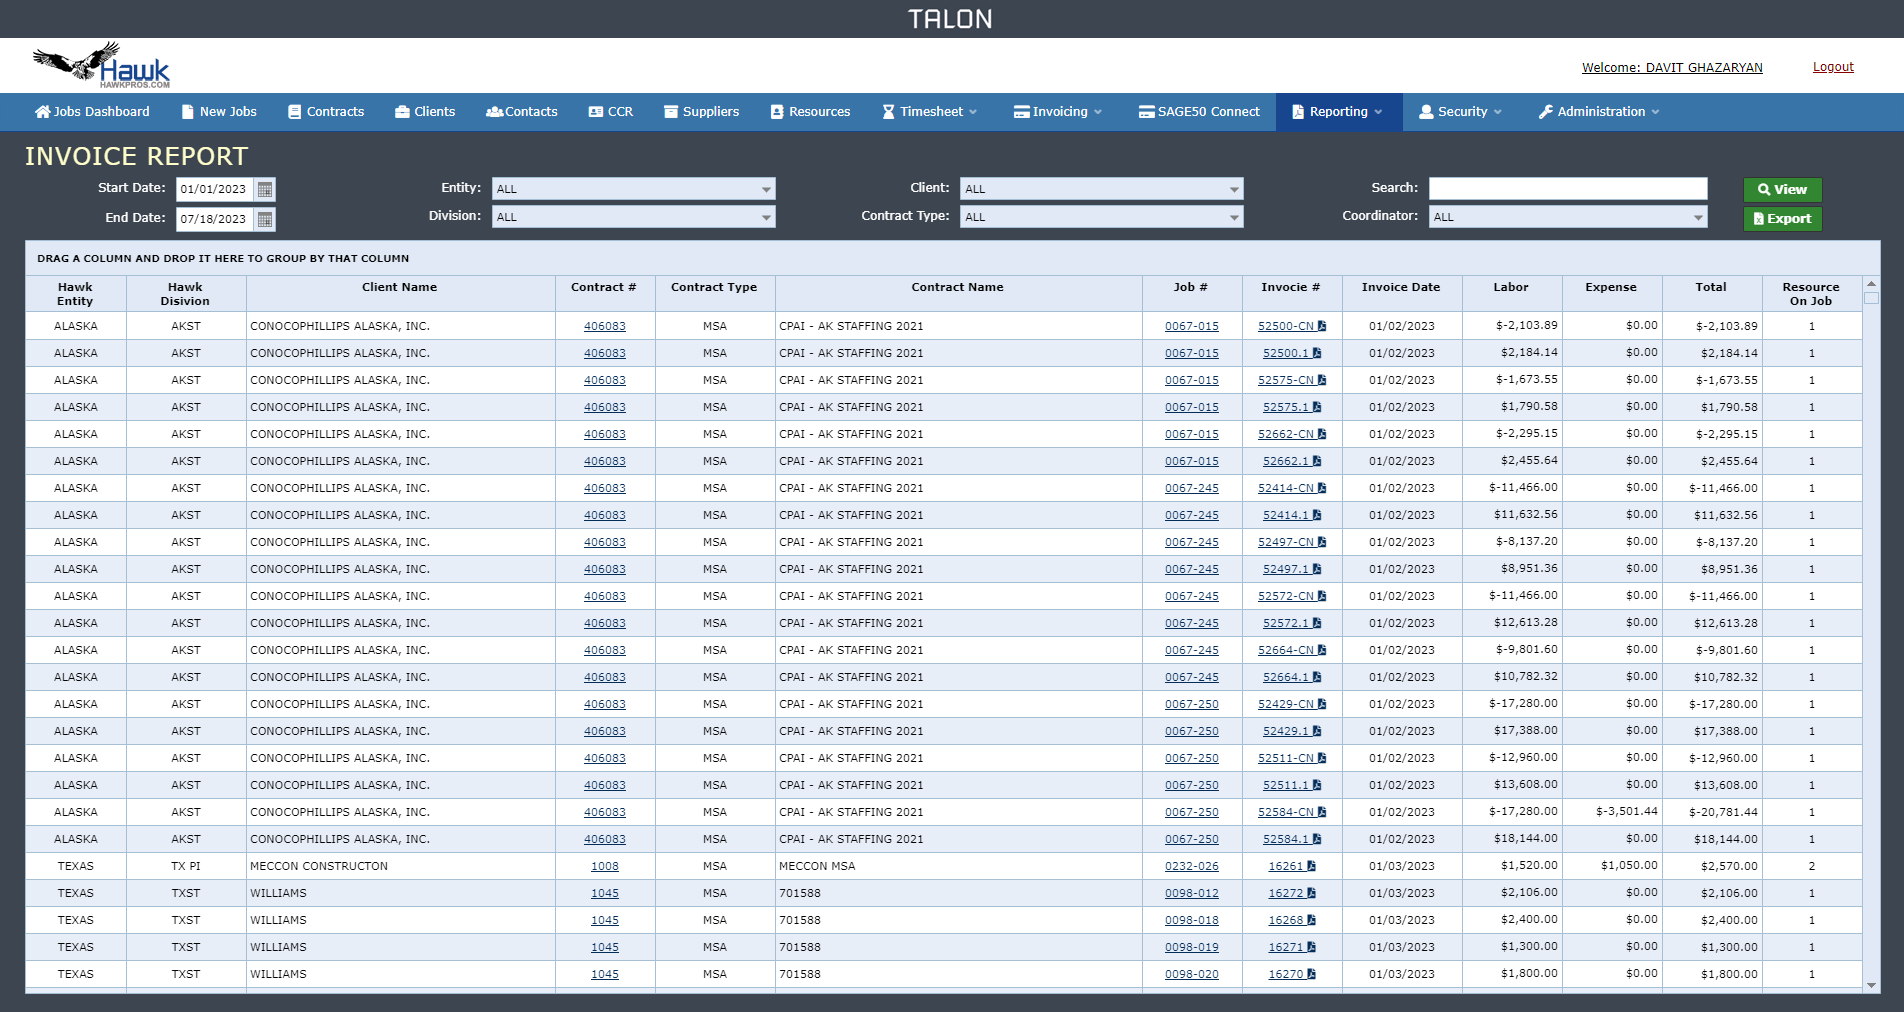 TALON
Hawk
HAWKPROS.COM
Welcome: DAVIT GHAZARYAN Logout
Jobs Dashboard New Jobs Contracts Clients Contacts CCR Suppliers Resources Timesheet Invoicing SAGE50 Connect Reporting Security Administration
INVOICE REPORT
Start Date: 01/01/2023 Entity: ALL Client: ALL Search: View
End Date: 07/18/2023 Division: ALL Contract Type: ALL Coordinator: ALL Export
DRAG A COLUMN AND DROP IT HERE TO GROUP BY THAT COLUMN
Hawk Entity Hawk Disivion Client Name Contract # Contract Type Contract Name Job # Invocie # Invoice Date Labor Expense Total Resource On Job
ALASKA AKST CONOCOPHILLIPS ALASKA, INC. 406083 MSA CPAI - AK STAFFING 2021 0067-015 52500-CN 01/02/2023 $-2,103.89 $0.00 $-2,103.89 1
ALASKA AKST CONOCOPHILLIPS ALASKA, INC. 406083 MSA CPAI - AK STAFFING 2021 0067-015 52500.1 01/02/2023 $2,184.14 $0.00 $2,184.14 1
ALASKA AKST CONOCOPHILLIPS ALASKA, INC. 406083 MSA CPAI - AK STAFFING 2021 0067-015 52575-CN 01/02/2023 $-1,673.55 $0.00 $-1,673.55 1
ALASKA AKST CONOCOPHILLIPS ALASKA, INC. 406083 MSA CPAI - AK STAFFING 2021 0067-015 52575.1 01/02/2023 $1,790.58 $0.00 $1,790.58 1
ALASKA AKST CONOCOPHILLIPS ALASKA, INC. 406083 MSA CPAI - AK STAFFING 2021 0067-015 52662-CN 01/02/2023 $-2,295.15 $0.00 $-2,295.15 1
ALASKA AKST CONOCOPHILLIPS ALASKA, INC. 406083 MSA CPAI - AK STAFFING 2021 0067-015 52662.1 01/02/2023 $2,455.64 $0.00 $2,455.64 1
ALASKA AKST CONOCOPHILLIPS ALASKA, INC. 406083 MSA CPAI - AK STAFFING 2021 0067-245 52414-CN 01/02/2023 $-11,466.00 $0.00 $-11,466.00 1
ALASKA AKST CONOCOPHILLIPS ALASKA, INC. 406083 MSA CPAI - AK STAFFING 2021 0067-245 52414.1 01/02/2023 $11,632.56 $0.00 $11,632.56 1
ALASKA AKST CONOCOPHILLIPS ALASKA, INC. 406083 MSA CPAI - AK STAFFING 2021 0067-245 52497-CN 01/02/2023 $-8,137.20 $0.00 $-8,137.20 1
ALASKA AKST CONOCOPHILLIPS ALASKA, INC. 406083 MSA CPAI - AK STAFFING 2021 0067-245 52497.1 01/02/2023 $8,951.36 $0.00 $8,951.36 1
ALASKA AKST CONOCOPHILLIPS ALASKA, INC. 406083 MSA CPAI - AK STAFFING 2021 0067-245 52572-CN 01/02/2023 $-11,466.00 $0.00 $-11,466.00 1
ALASKA AKST CONOCOPHILLIPS ALASKA, INC. 406083 MSA CPAI - AK STAFFING 2021 0067-245 52572.1 01/02/2023 $12,613.28 $0.00 $12,613.28 1
ALASKA AKST CONOCOPHILLIPS ALASKA, INC. 406083 MSA CPAI - AK STAFFING 2021 0067-245 52664-CN 01/02/2023 $-9,801.60 $0.00 $-9,801.60 1
ALASKA AKST CONOCOPHILLIPS ALASKA, INC. 406083 MSA CPAI - AK STAFFING 2021 0067-245 52664.1 01/02/2023 $10,782.32 $0.00 $10,782.32 1
ALASKA AKST CONOCOPHILLIPS ALASKA, INC. 406083 MSA CPAI - AK STAFFING 2021 0067-250 52429-CN 01/02/2023 $-17,280.00 $0.00 $-17,280.00 1
ALASKA AKST CONOCOPHILLIPS ALASKA, INC. 406083 MSA CPAI - AK STAFFING 2021 0067-250 52429.1 01/02/2023 $17,388.00 $0.00 $17,388.00 1
ALASKA AKST CONOCOPHILLIPS ALASKA, INC. 406083 MSA CPAI - AK STAFFING 2021 0067-250 52511-CN 01/02/2023 $-12,960.00 $0.00 $-12,960.00 1
ALASKA AKST CONOCOPHILLIPS ALASKA, INC. 406083 MSA CPAI - AK STAFFING 2021 0067-250 52511.1 01/02/2023 $13,608.00 $0.00 $13,608.00 1
ALASKA AKST CONOCOPHILLIPS ALASKA, INC. 406083 MSA CPAI - AK STAFFING 2021 0067-250 52584-CN 01/02/2023 $-17,280.00 $-3,501.44 $-20,781.44 1
ALASKA AKST CONOCOPHILLIPS ALASKA, INC. 406083 MSA CPAI - AK STAFFING 2021 0067-250 52584.1 01/02/2023 $18,144.00 $0.00 $18,144.00 1
TEXAS TX PI MECCON CONSTRUCTON 1008 MSA MECCON MSA 0232-026 16261 01/03/2023 $1,520.00 $1,050.00 $2,570.00 2
TEXAS TXST WILLIAMS 1045 MSA 701588 0098-012 16272 01/03/2023 $2,106.00 $0.00 $2,106.00 1
TEXAS TXST WILLIAMS 1045 MSA 701588 0098-018 16268 01/03/2023 $2,400.00 $0.00 $2,400.00 1
TEXAS TXST WILLIAMS 1045 MSA 701588 0098-019 16271 01/03/2023 $1,300.00 $0.00 $1,300.00 1
TEXAS TXST WILLIAMS 1045 MSA 701588 0098-020 16270 01/03/2023 $1,800.00 $0.00 $1,800.00 1